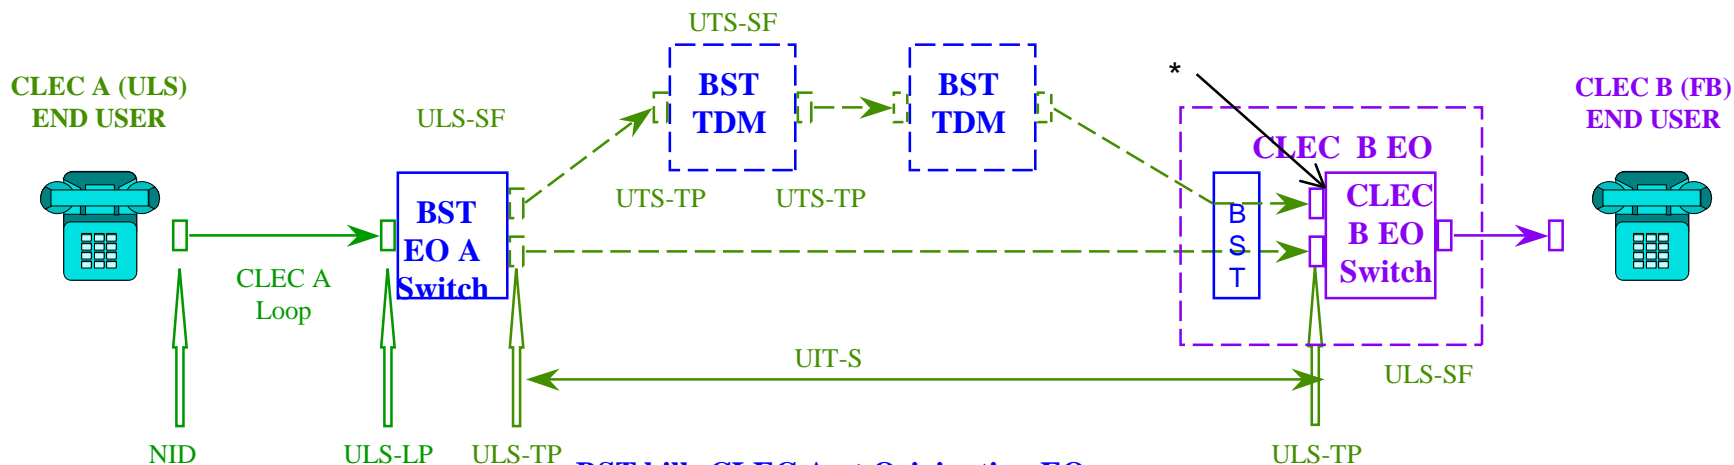 UTS-SF
CLEC A (ULS)
END USER
ULS-SF
BST
TDM
BST
TDM
*
CLEC B (FB)
END USER
UTS-TP
UTS-TP
CLEC B EO
BST
EO A
Switch
B
S
T
CLEC
B EO
Switch
CLEC A
Loop
UIT-S
ULS-SF
NID
ULS-LP
ULS-TP
ULS-TP